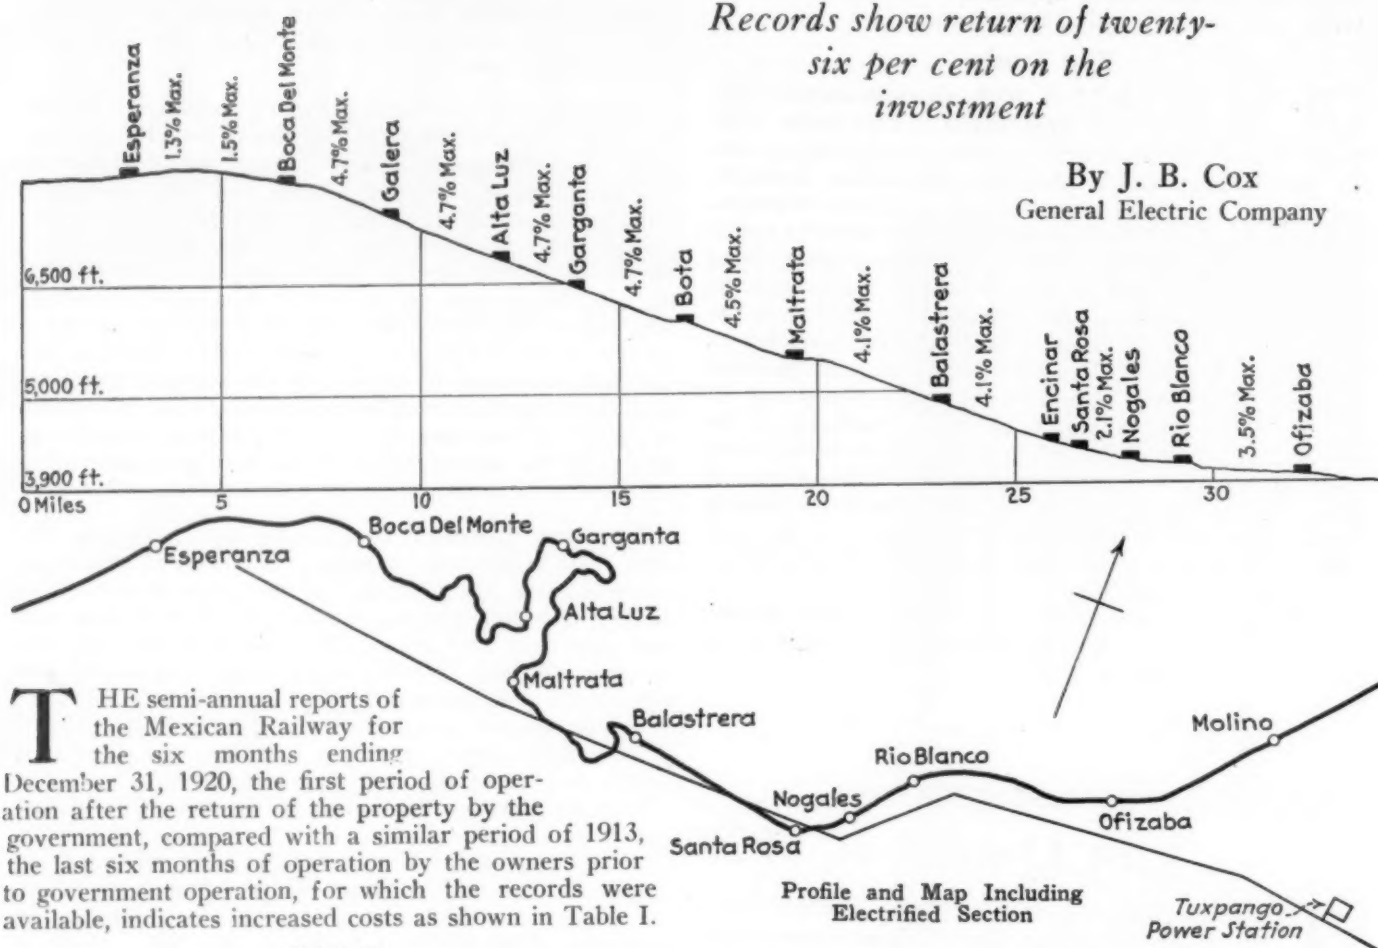 Records show return of twenty-
six per cent on the
investment
By J. B. Cox
General Electric Company
Esperanza
1.3% Max.
1.5% Max.
Boca Del Monte
4.7% Max.
Galera
4.7% Max.
Alta Luz
4.7% Max.
Garganta
4.7% Max.
Bota
4.5% Max.
Maltrata
4.1% Max.
Balastrera
4.1% Max.
Encinar
Santa Rosa
2.1% Max.
Nogales
Rio Blanco
3.5% Max.
Ofizaba
6,500 ft.
5,000 ft.
3,900 ft.
0 Miles 5 10 15 20 25 30
Esperanza
Boca Del Monte
Garganta
Alta Luz
Maltrata
Balastrera
Santa Rosa
Nogales
Rio Blanco
Ofizaba
Molino
Tuxpango
Power Station
Profile and Map Including
Electrified Section
THE semi-annual reports of
the Mexican Railway for
the six months ending
December 31, 1920, the first period of oper-
ation after the return of the property by the
government, compared with a similar period of 1913,
the last six months of operation by the owners prior
to government operation, for which the records were
available, indicates increased costs as shown in Table I.